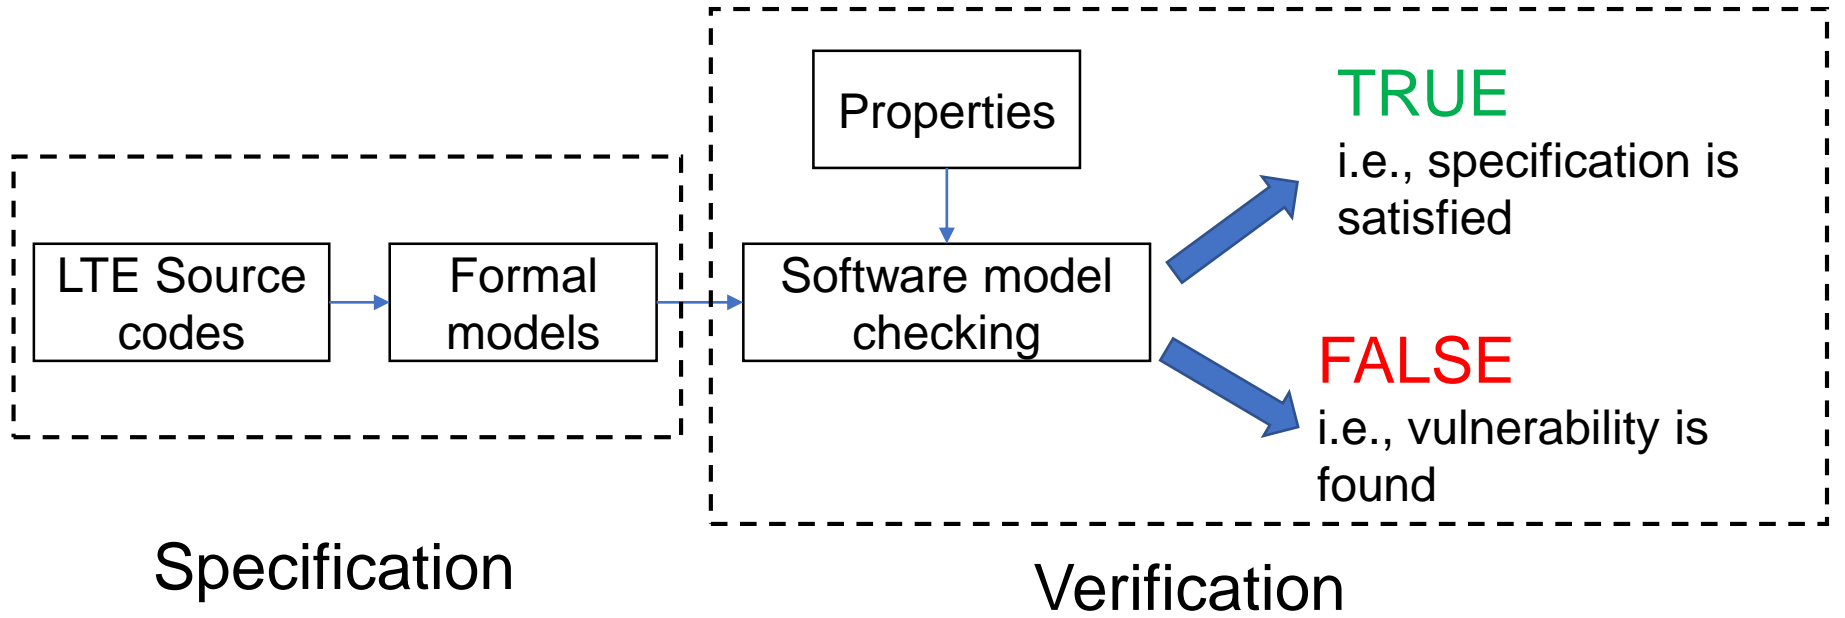 LTE Source
codes
Formal
models
Specification
Properties
Software model
checking
TRUE
i.e., specification is
satisfied
FALSE
i.e., vulnerability is
found
Verification